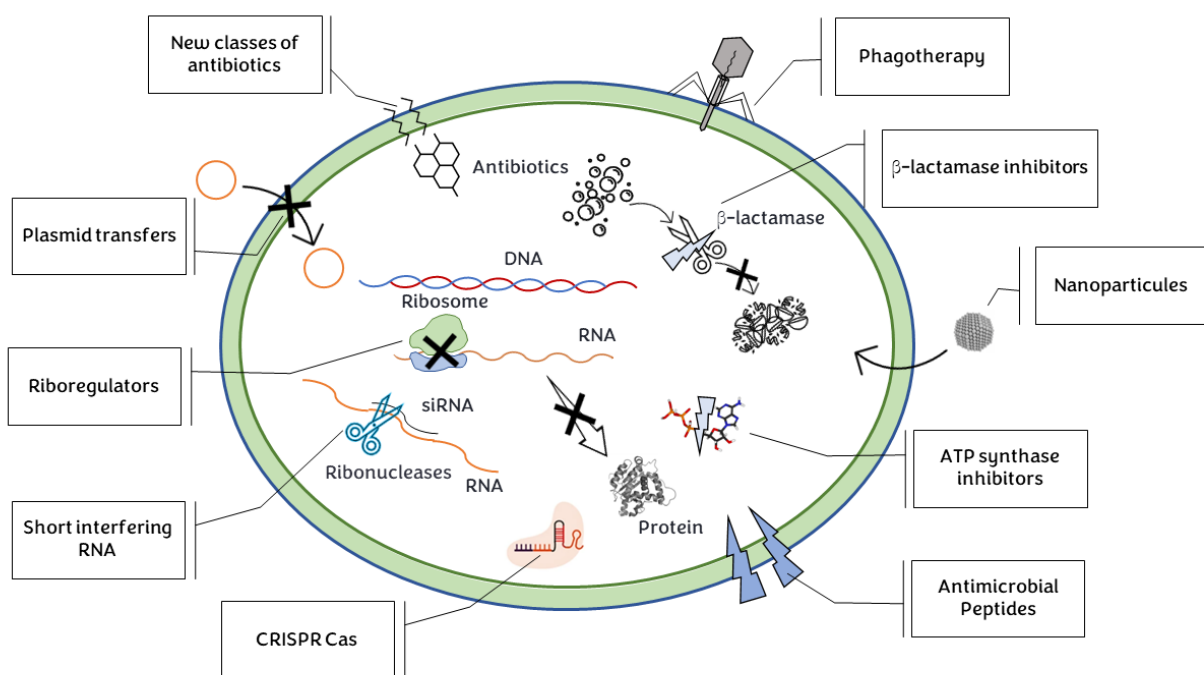 New classes of
antibiotics
Phagotherapy
Antibiotics
β-lactamase inhibitors
β-lactamase
Plasmid transfers
DNA
Nanoparticules
Ribosome
RNA
Riboregulators
siRNA
Ribonucleases
RNA
ATP synthase
inhibitors
Short interfering
RNA
Protein
Antimicrobial
Peptides
CRISPR Cas